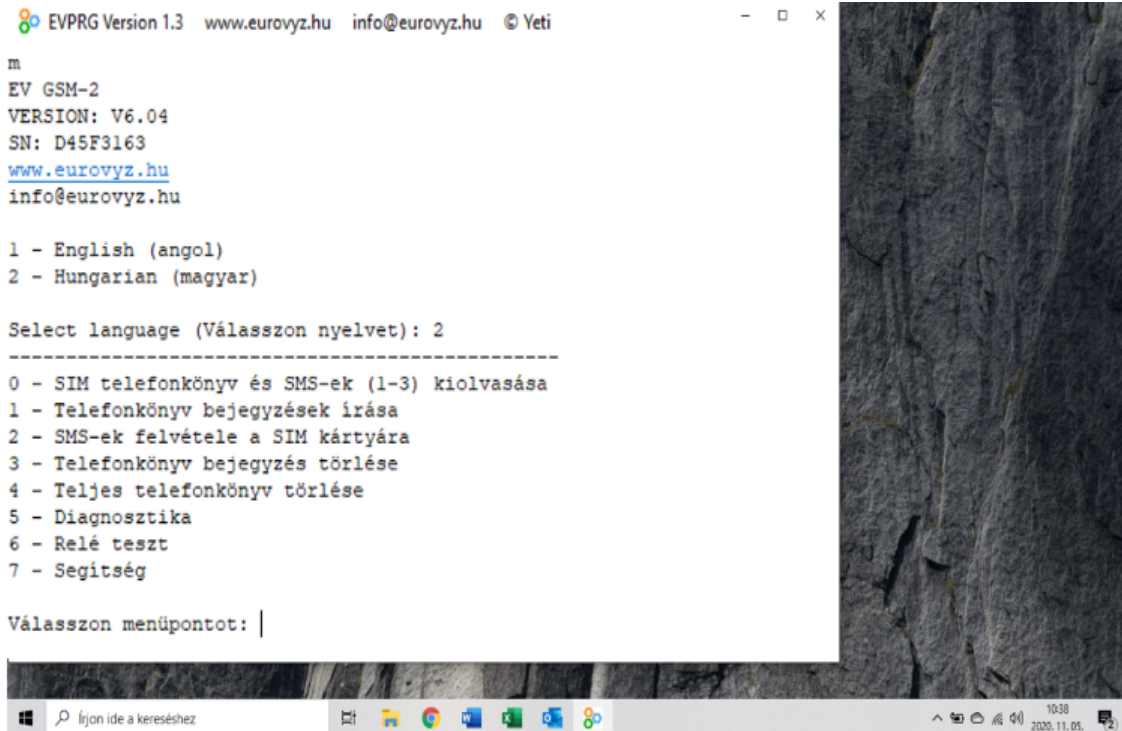 EVPRG Version 1.3 www.eurovyz.hu info@eurovyz.hu © Yeti
m
EV GSM-2
VERSION: V6.04
SN: D45F3163
www.eurovyz.hu
info@eurovyz.hu
1 - English (angol)
2 - Hungarian (magyar)
Select language (Válasszon nyelvet): 2
------------------------------------------------
0 - SIM telefonkönyv és SMS-ek (1-3) kiolvasása
1 - Telefonkönyv bejegyzések írása
2 - SMS-ek felvétele a SIM kártyára
3 - Telefonkönyv bejegyzés törlése
4 - Teljes telefonkönyv törlése
5 - Diagnosztika
6 - Relé teszt
7 - Segítség
Válasszon menüpontot:
Írjon ide a kereséshez
10:38
2020. 11. 05.
2